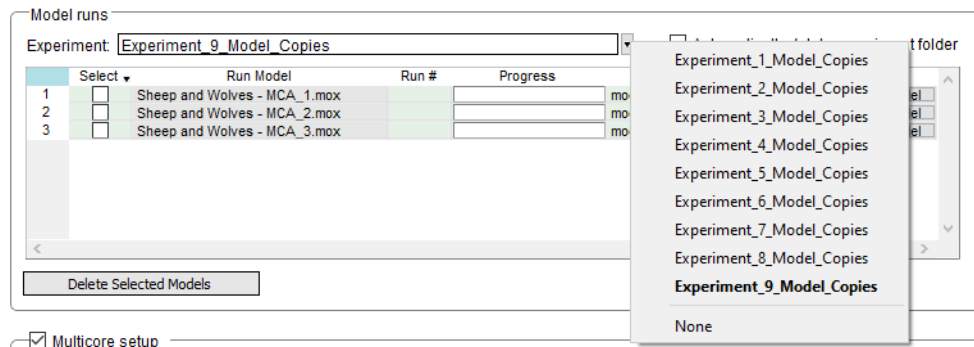 Model runs
Experiment: Experiment_9_Model_Copies
t folder
Select Run Model Run # Progress
1 Sheep and Wolves - MCA_1.mox
2 Sheep and Wolves - MCA_2.mox
3 Sheep and Wolves - MCA_3.mox
Experiment_1_Model_Copies
Experiment_2_Model_Copies
Experiment_3_Model_Copies
Experiment_4_Model_Copies
Experiment_5_Model_Copies
Experiment_6_Model_Copies
Experiment_7_Model_Copies
Experiment_8_Model_Copies
Experiment_9_Model_Copies
None
Delete Selected Models
Multicore setup